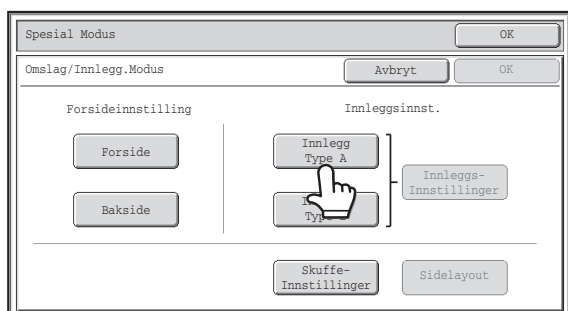 Spesial Modus
OK
Omslag/Innlegg.Modus
Avbryt
OK
Forsideinnstilling
Innleggsinnst.
Forside
Innlegg
Type A
Innleggs-
Innstillinger
Bakside
Skuffe-
Innstillinger
Sidelayout